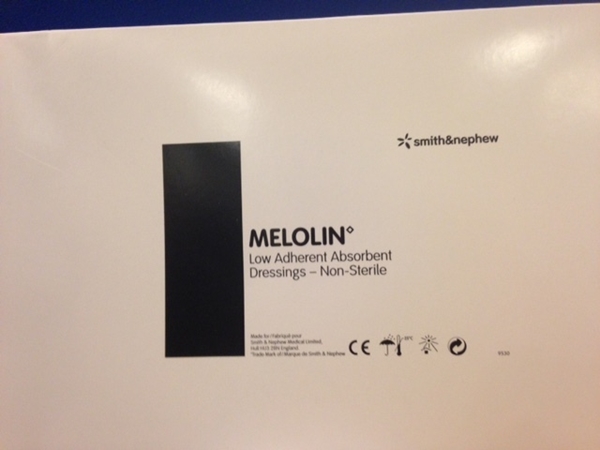 smith&nephew
MELOLIN◊
Low Adherent Absorbent
Dressings – Non-Sterile
Made for/Fabriqué pour
Smith & Nephew Medical Limited,
Hull HU3 2BN England.
Trade Mark of/Marque de Smith & Nephew
CE